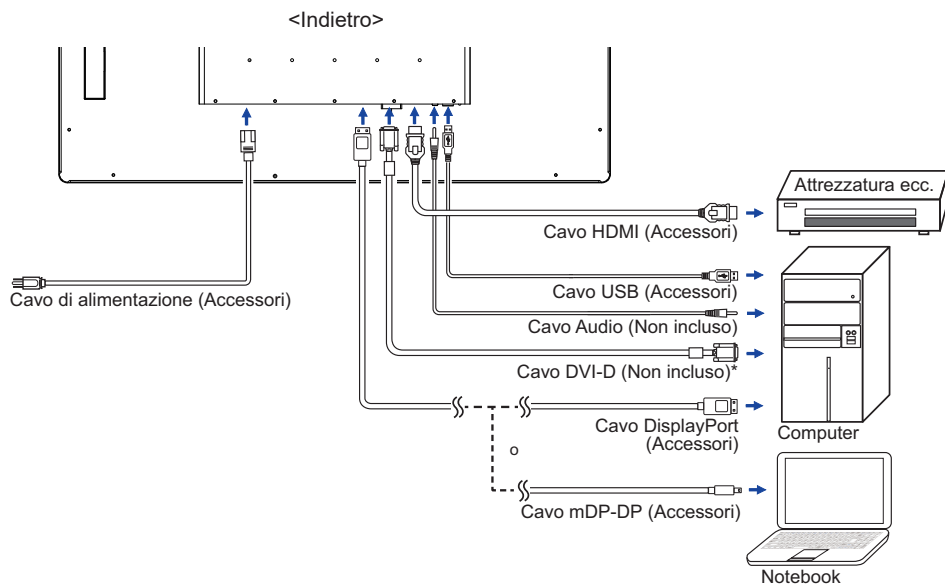 <Indietro>
Attrezzatura ecc.
Cavo HDMI (Accessori)
Cavo USB (Accessori)
Cavo di alimentazione (Accessori)
Cavo Audio (Non incluso)
Cavo DVI-D (Non incluso)*
Cavo DisplayPort
(Accessori)
Computer
o
Cavo mDP-DP (Accessori)
Notebook